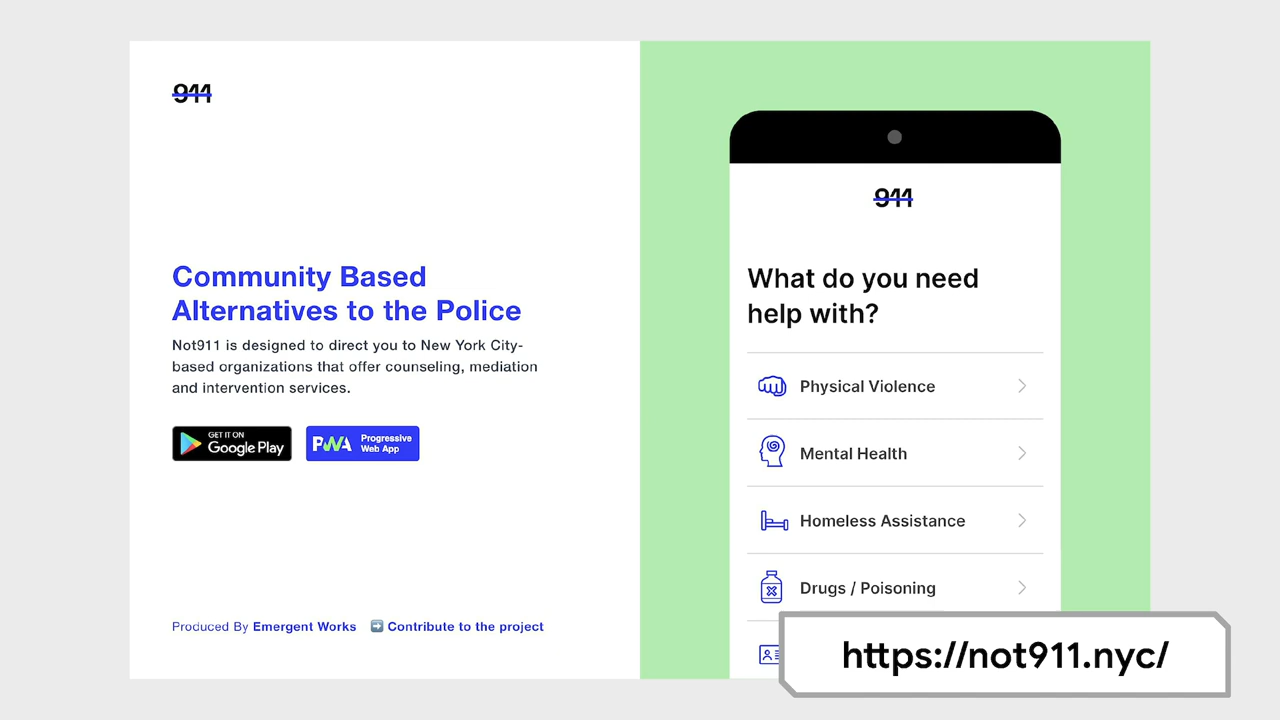 911
Community Based
Alternatives to the Police
Not911 is designed to direct you to New York City-
based organizations that offer counseling, mediation
and intervention services.
GET IT ON
Google Play
PWA
Progressive
Web App
Produced By Emergent Works ➡️ Contribute to the project
911
What do you need
help with?
Physical Violence
Mental Health
Homeless Assistance
Drugs / Poisoning
https://not911.nyc/